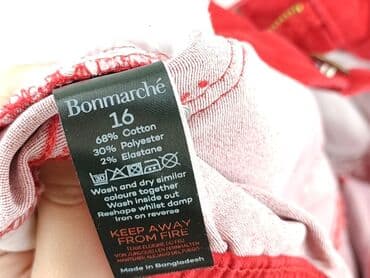 Bonmarché
16
68% Cotton
30% Polyester
2% Elastane
Wash and dry similar
colours together
Wash inside out
Reshape whilst damp
Iron on reverse
KEEP AWAY
FROM FIRE
Made in Bangladesh